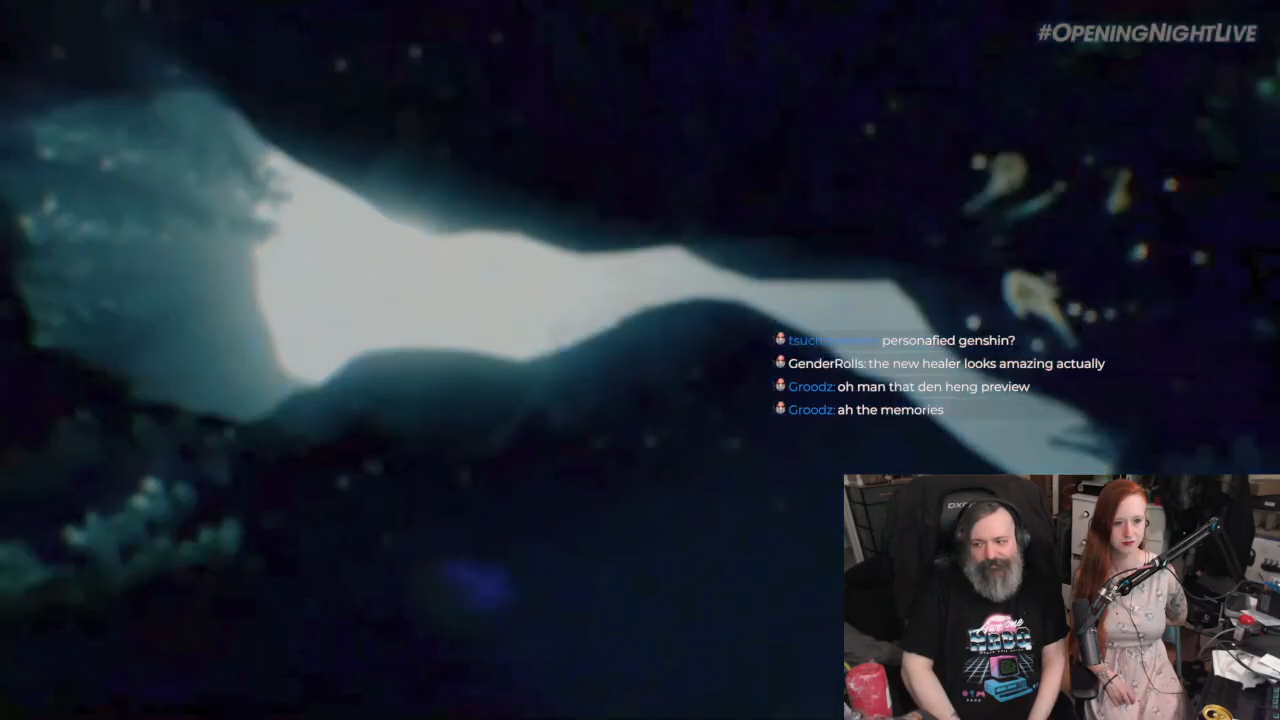 #OPENINGNIGHTLIVE
personafied genshin?
GenderRolls: the new healer looks amazing actually
Groodz: oh man that den heng preview
Groodz: ah the memories
Awesome